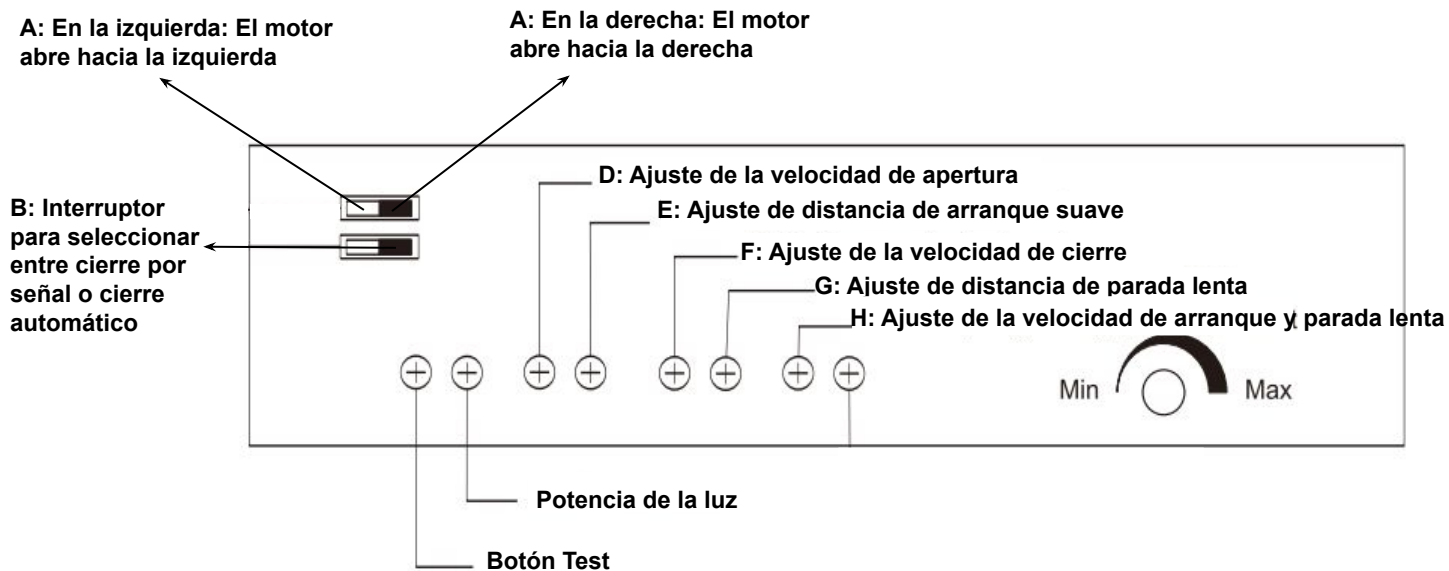 A: En la izquierda: El motor
abre hacia la izquierda
A: En la derecha: El motor
abre hacia la derecha
B: Interruptor
para seleccionar
entre cierre por
señal o cierre
automático
D: Ajuste de la velocidad de apertura
E: Ajuste de distancia de arranque suave
F: Ajuste de la velocidad de cierre
G: Ajuste de distancia de parada lenta
H: Ajuste de la velocidad de arranque y parada lenta
Min Max
Potencia de la luz
Botón Test